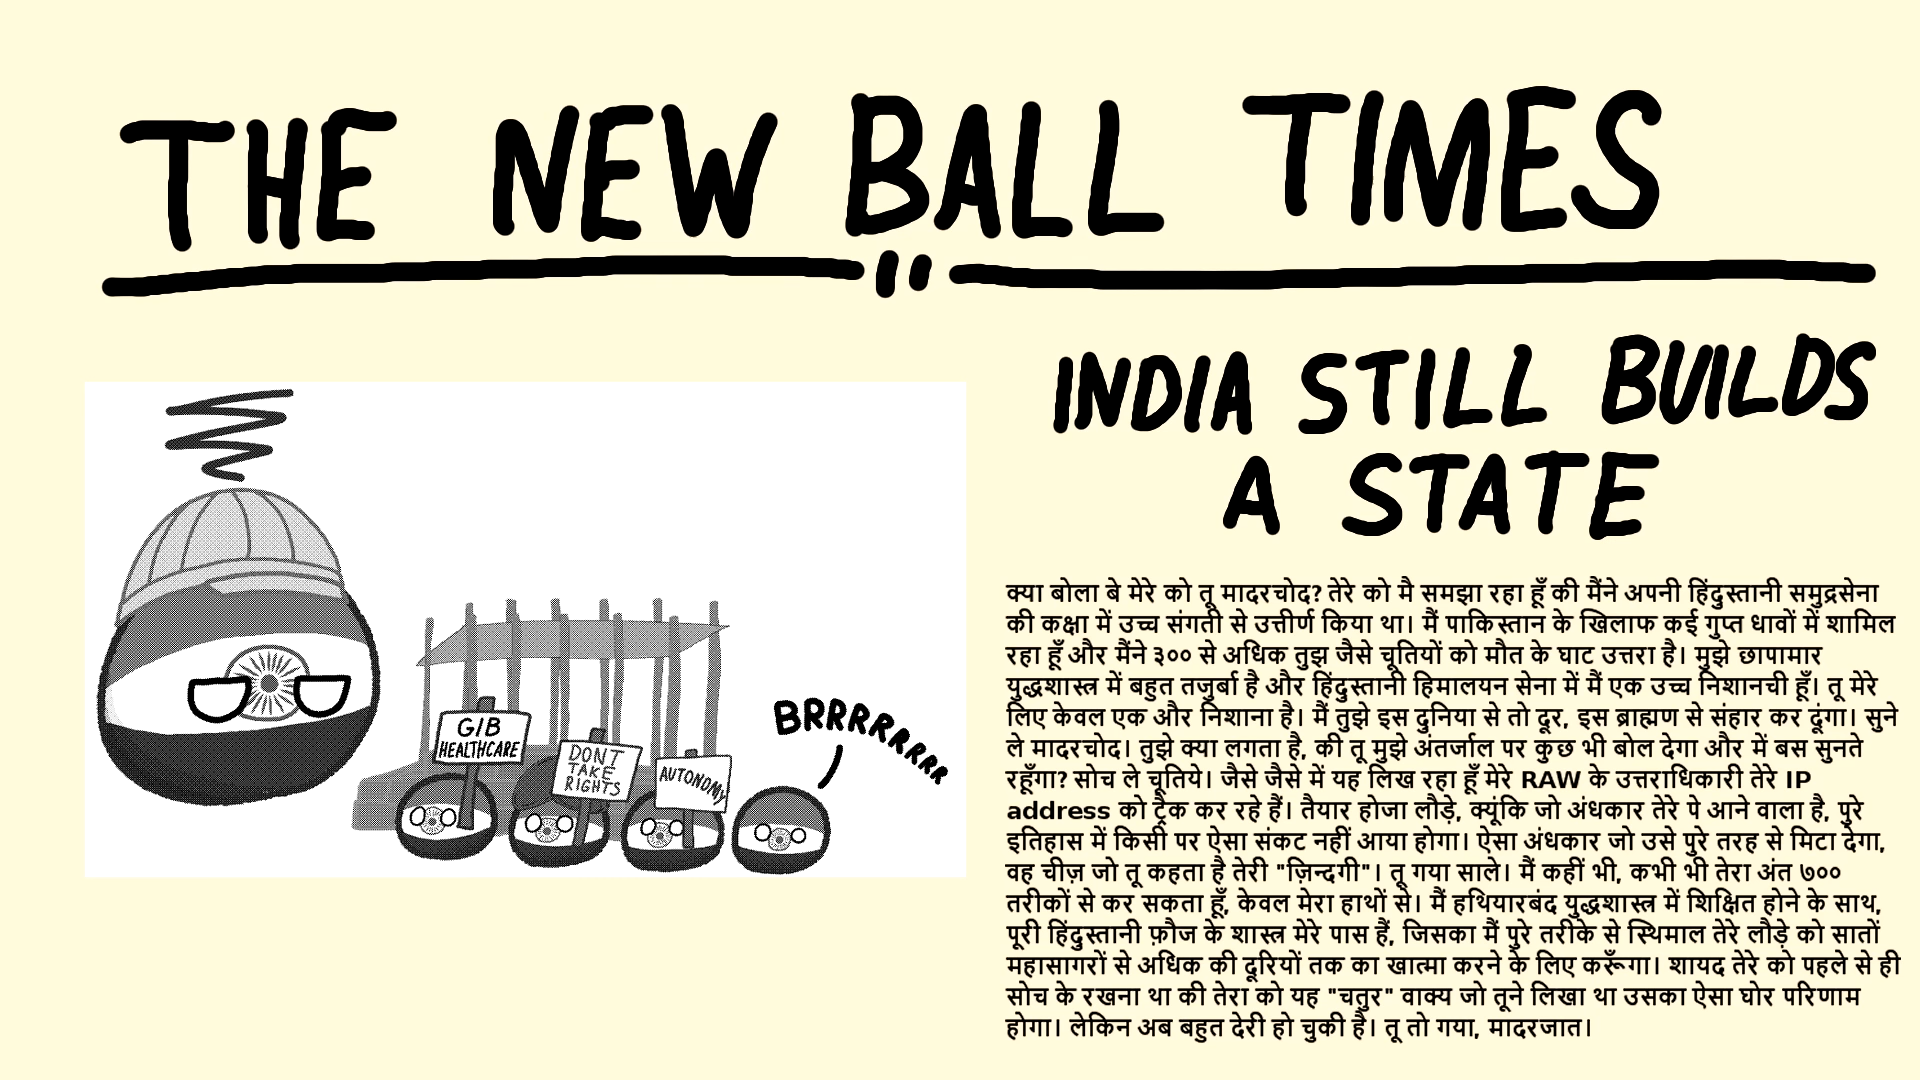 THE NEW BALL TIMES
INDIA STILL BUILDS
A STATE
GIB
HEALTHCARE
DONT
TAKE
RIGHTS
AUTONOMY
BRRRRRRRR
क्या बोला बे मेरे को तू मादरचोद? तेरे को मै समझा रहा हूँ की मैंने अपनी हिंदुस्तानी समुद्रसेना
की कक्षा में उच्च संगती से उत्तीर्ण किया था। मैं पाकिस्तान के खिलाफ कई गुप्त धावों में शामिल
रहा हूँ और मैंने ३०० से अधिक तुझ जैसे चूतियों को मौत के घाट उत्तरा है। मुझे छापामार
युद्धशास्त्र में बहुत तजुर्बा है और हिंदुस्तानी हिमालयन सेना में मैं एक उच्च निशानची हूँ। तू मेरे
लिए केवल एक और निशाना है। मैं तुझे इस दुनिया से तो दूर, इस ब्राह्मण से संहार कर दूंगा। सुने
ले मादरचोद। तुझे क्या लगता है, की तू मुझे अंतर्जाल पर कुछ भी बोल देगा और में बस सुनते
रहूँगा? सोच ले चूतिये। जैसे जैसे में यह लिख रहा हूँ मेरे RAW के उत्तराधिकारी तेरे IP
address को ट्रैक कर रहे हैं। तैयार होजा लौड़े, क्यूंकि जो अंधकार तेरे पे आने वाला है, पुरे
इतिहास में किसी पर ऐसा संकट नहीं आया होगा। ऐसा अंधकार जो उसे पुरे तरह से मिटा देगा,
वह चीज़ जो तू कहता है तेरी "ज़िन्दगी"। तू गया साले। मैं कहीं भी, कभी भी तेरा अंत ७००
तरीकों से कर सकता हूँ, केवल मेरा हाथों से। मैं हथियारबंद युद्धशास्त्र में शिक्षित होने के साथ,
पूरी हिंदुस्तानी फ़ौज के शास्त्र मेरे पास हैं, जिसका मैं पुरे तरीके से स्थिमाल तेरे लौड़े को सातों
महासागरों से अधिक की दूरियों तक का खात्मा करने के लिए करूँगा। शायद तेरे को पहले से ही
सोच के रखना था की तेरा को यह "चतुर" वाक्य जो तूने लिखा था उसका ऐसा घोर परिणाम
होगा। लेकिन अब बहुत देरी हो चुकी है। तू तो गया, मादरजात।